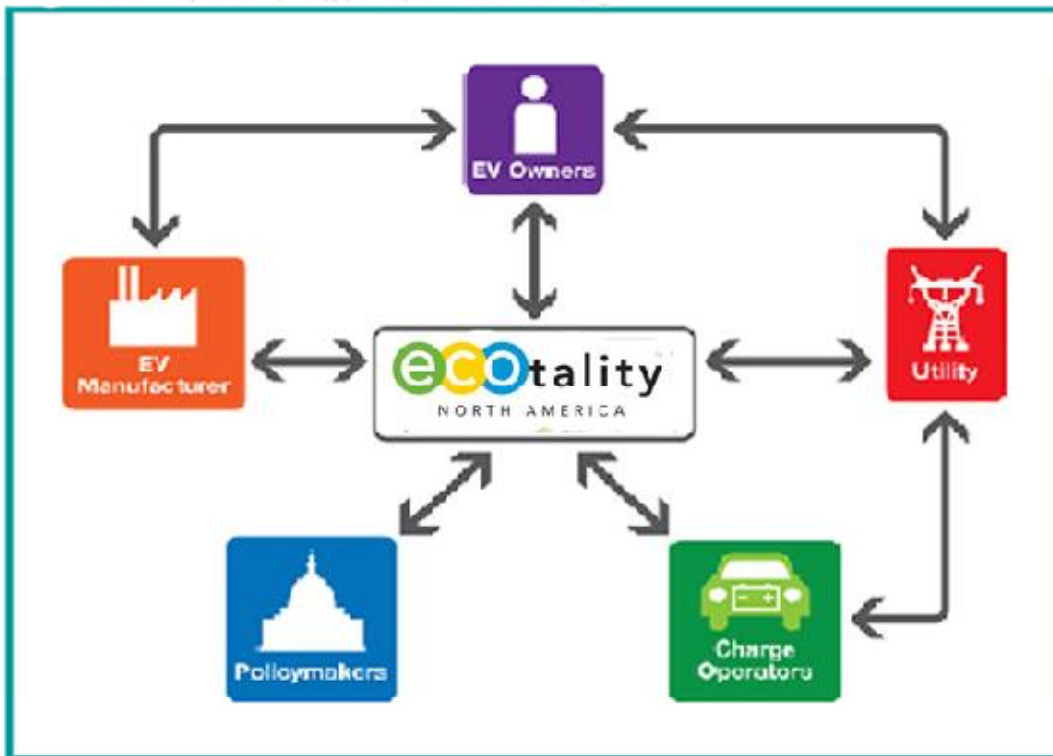 EV Owners
EV
Manufacturer
ecotality
NORTH AMERICA
Utility
Policymakers
Charge
Operators